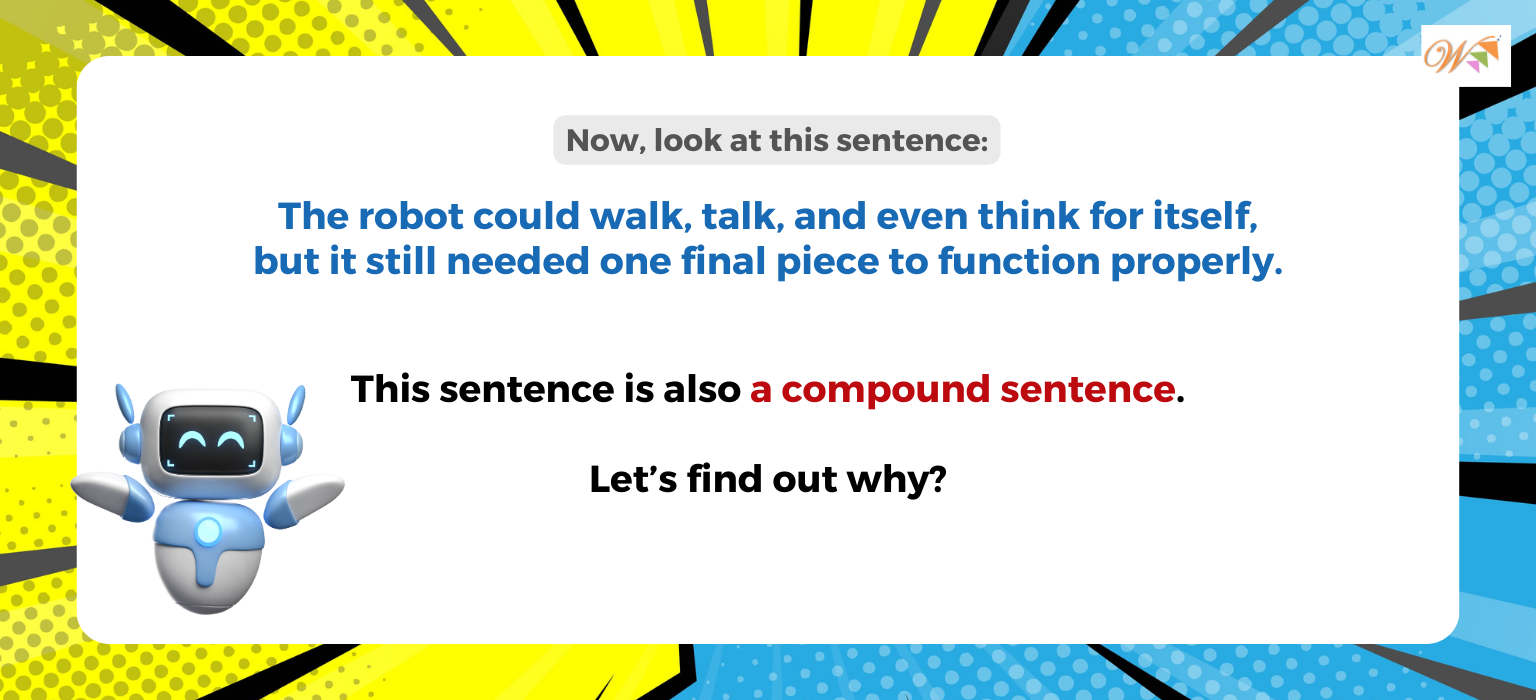 W
Now, look at this sentence:
The robot could walk, talk, and even think for itself,
but it still needed one final piece to function properly.
This sentence is also a compound sentence.
Let’s find out why?